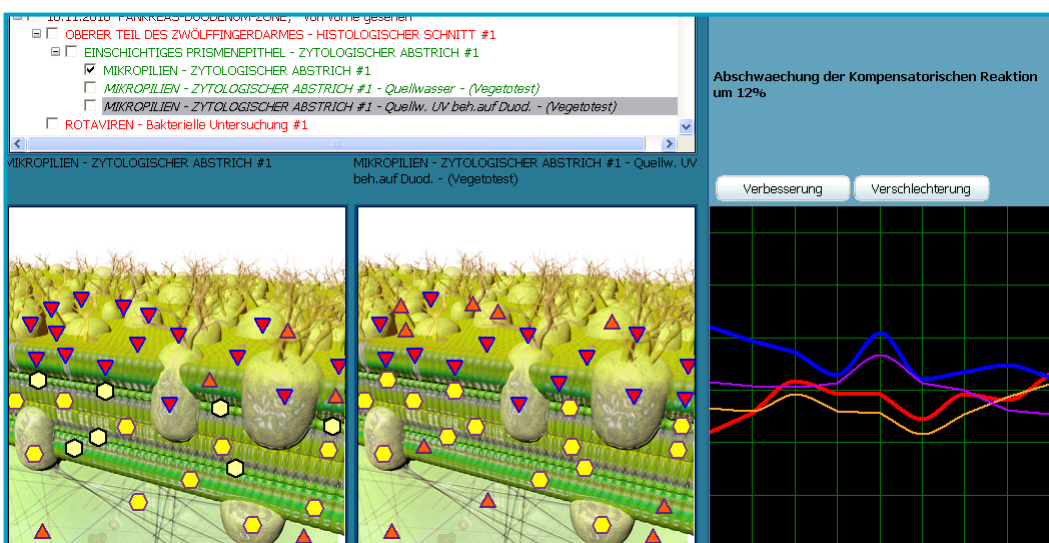 16.11.2010 PANKREAS-DUODENUM-ZONE, von vorne gesehen
OBERER TEIL DES ZWÖLFFINGERDARMES - HISTOLOGISCHER SCHNITT #1
EINSCHICHTIGES PRISMENEPITHEL - ZYTOLOGISCHER ABSTRICH #1
MIKROPILIEN - ZYTOLOGISCHER ABSTRICH #1
MIKROPILIEN - ZYTOLOGISCHER ABSTRICH #1 - Quellwasser - (Vegetotest)
MIKROPILIEN - ZYTOLOGISCHER ABSTRICH #1 - Quellw. UV beh.auf Duod. - (Vegetotest)
ROTAVIREN - Bakterielle Untersuchung #1
MIKROPILIEN - ZYTOLOGISCHER ABSTRICH #1
MIKROPILIEN - ZYTOLOGISCHER ABSTRICH #1 - Quellw. UV
beh.auf Duod. - (Vegetotest)
Abschwaechung der Kompensatorischen Reaktion
um 12%
Verbesserung
Verschlechterung